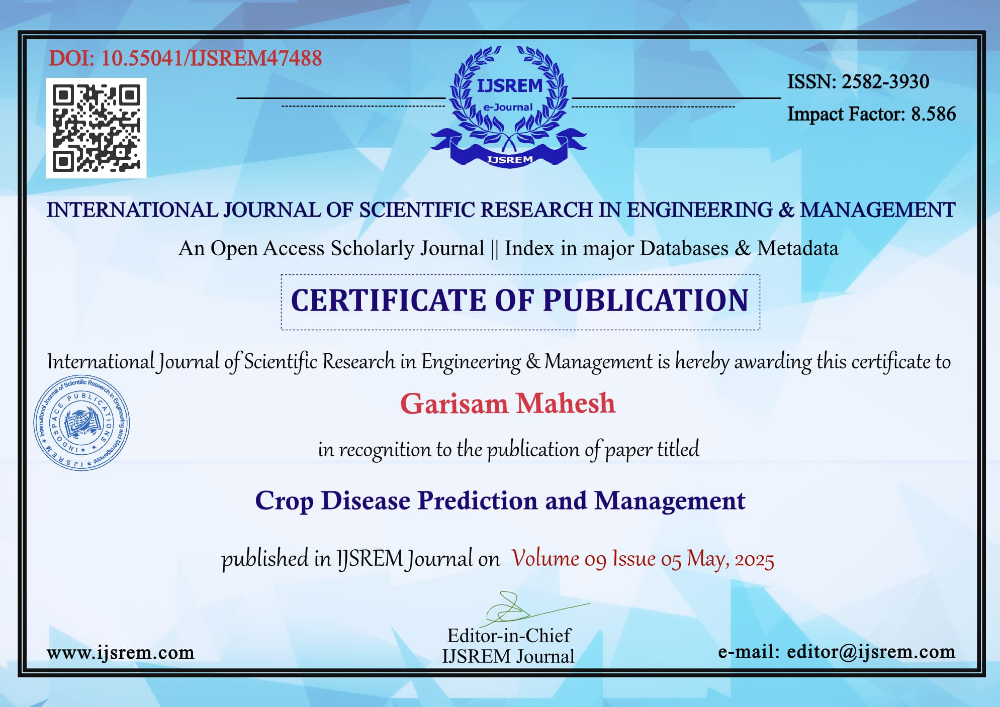 DOI: 10.55041/IJSREM47488
IJSREM
e-Journal
IJSREM
ISSN: 2582-3930
Impact Factor: 8.586
INTERNATIONAL JOURNAL OF SCIENTIFIC RESEARCH IN ENGINEERING & MANAGEMENT
An Open Access Scholarly Journal || Index in major Databases & Metadata
CERTIFICATE OF PUBLICATION
International Journal of Scientific Research in Engineering & Management is hereby awarding this certificate to
International Journal of Scientific Research in Engineering and Management ✶ IJSREM ✶
INDOSPACE PUBLICATIONS ✶ ✶
Garisam Mahesh
in recognition to the publication of paper titled
Crop Disease Prediction and Management
published in IJSREM Journal on Volume 09 Issue 05 May, 2025
Editor-in-Chief
IJSREM Journal
www.ijsrem.com
e-mail: editor@ijsrem.com